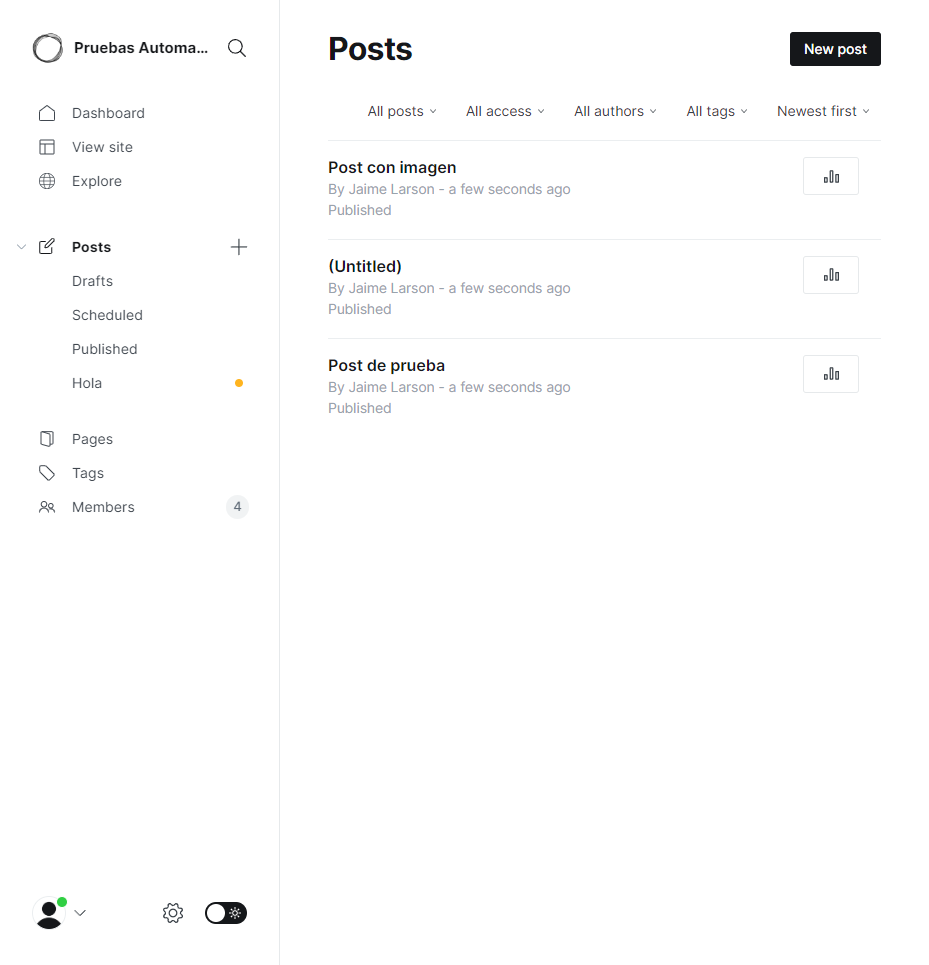 Pruebas Automa...
Dashboard
View site
Explore
Posts
Drafts
Scheduled
Published
Hola
Pages
Tags
Members 4
Posts
New post
All posts All access All authors All tags Newest first
Post con imagen
By Jaime Larson - a few seconds ago
Published
(Untitled)
By Jaime Larson - a few seconds ago
Published
Post de prueba
By Jaime Larson - a few seconds ago
Published